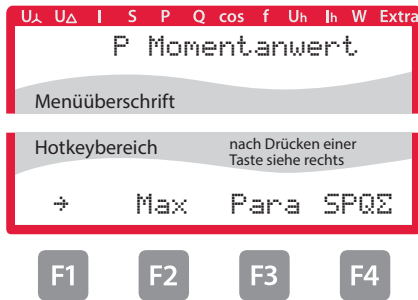 U⅄ U∆ I S P Q cos f Uh Ih W Extra
P Momentanwert
Menüüberschrift
Hotkeybereich
nach Drücken einer
Taste siehe rechts
→ Max Para SPQΣ
F1 F2 F3 F4